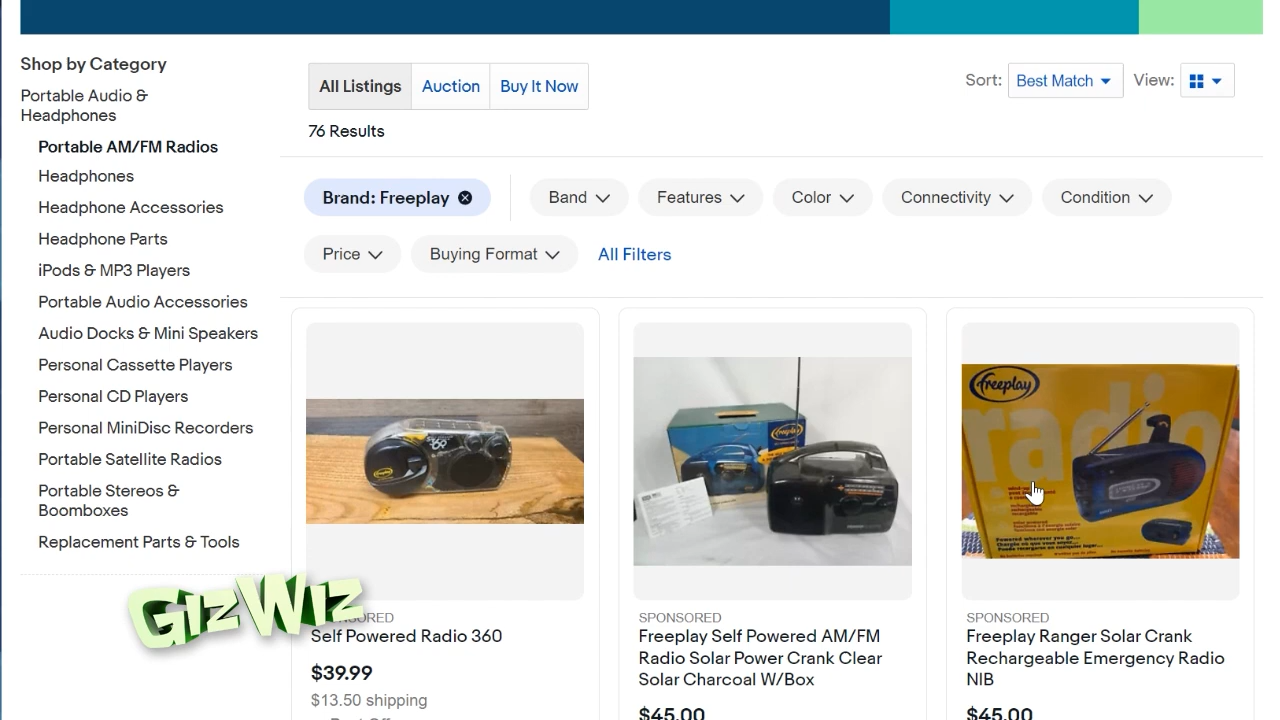 Shop by Category
Portable Audio &
Headphones
Portable AM/FM Radios
Headphones
Headphone Accessories
Headphone Parts
iPods & MP3 Players
Portable Audio Accessories
Audio Docks & Mini Speakers
Personal Cassette Players
Personal CD Players
Personal MiniDisc Recorders
Portable Satellite Radios
Portable Stereos &
Boomboxes
Replacement Parts & Tools
All Listings
Auction
Buy It Now
Sort:
Best Match
View:
76 Results
Brand: Freeplay
Band
Features
Color
Connectivity
Condition
Price
Buying Format
All Filters
freeplay
radio
GizWiz
Self Powered Radio 360
$39.99
$13.50 shipping
SPONSORED
Freeplay Self Powered AM/FM
Radio Solar Power Crank Clear
Solar Charcoal W/Box
$45.00
SPONSORED
Freeplay Ranger Solar Crank
Rechargeable Emergency Radio
NIB
$45.00